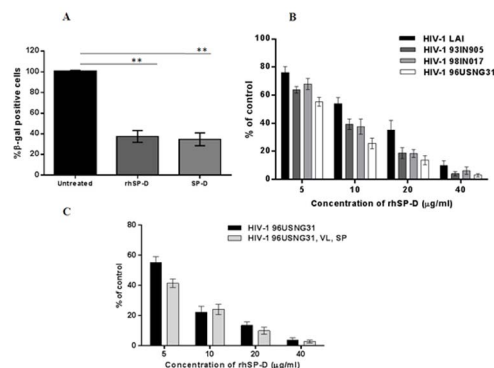 A
%β-gal positive cells
120
100
80
60
40
20
0
**
**
Untreated
rhSP-D
SP-D
B
HIV-1 LAI
HIV-1 93IN905
HIV-1 98IN017
HIV-1 96USNG31
% of control
80
60
40
20
0
5 10 20 40
Concentration of rhSP-D (µg/ml)
C
HIV-1 96USNG31
HIV-1 96USNG31, VL, SP
% of control
80
60
40
20
0
5 10 20 40
Concentration of rhSP-D (µg/ml)